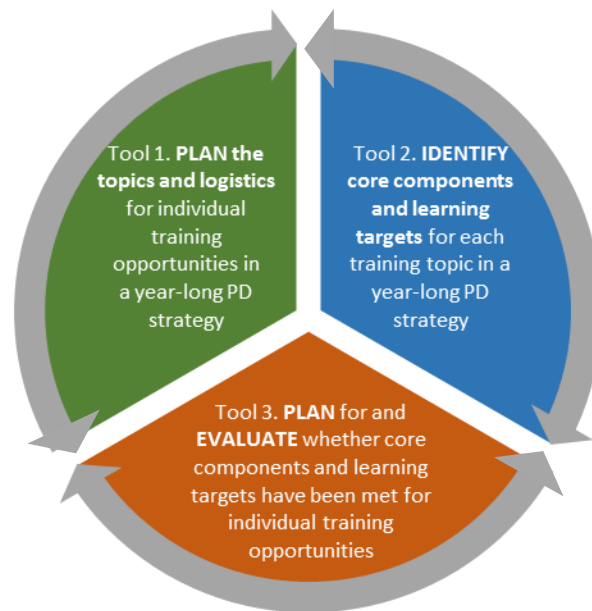 Tool 1. PLAN the
topics and logistics
for individual
training
opportunities in
a year-long PD
strategy
Tool 2. IDENTIFY
core components
and learning
targets for each
training topic in a
year-long PD
strategy
Tool 3. PLAN for and
EVALUATE whether core
components and learning
targets have been met for
individual training
opportunities